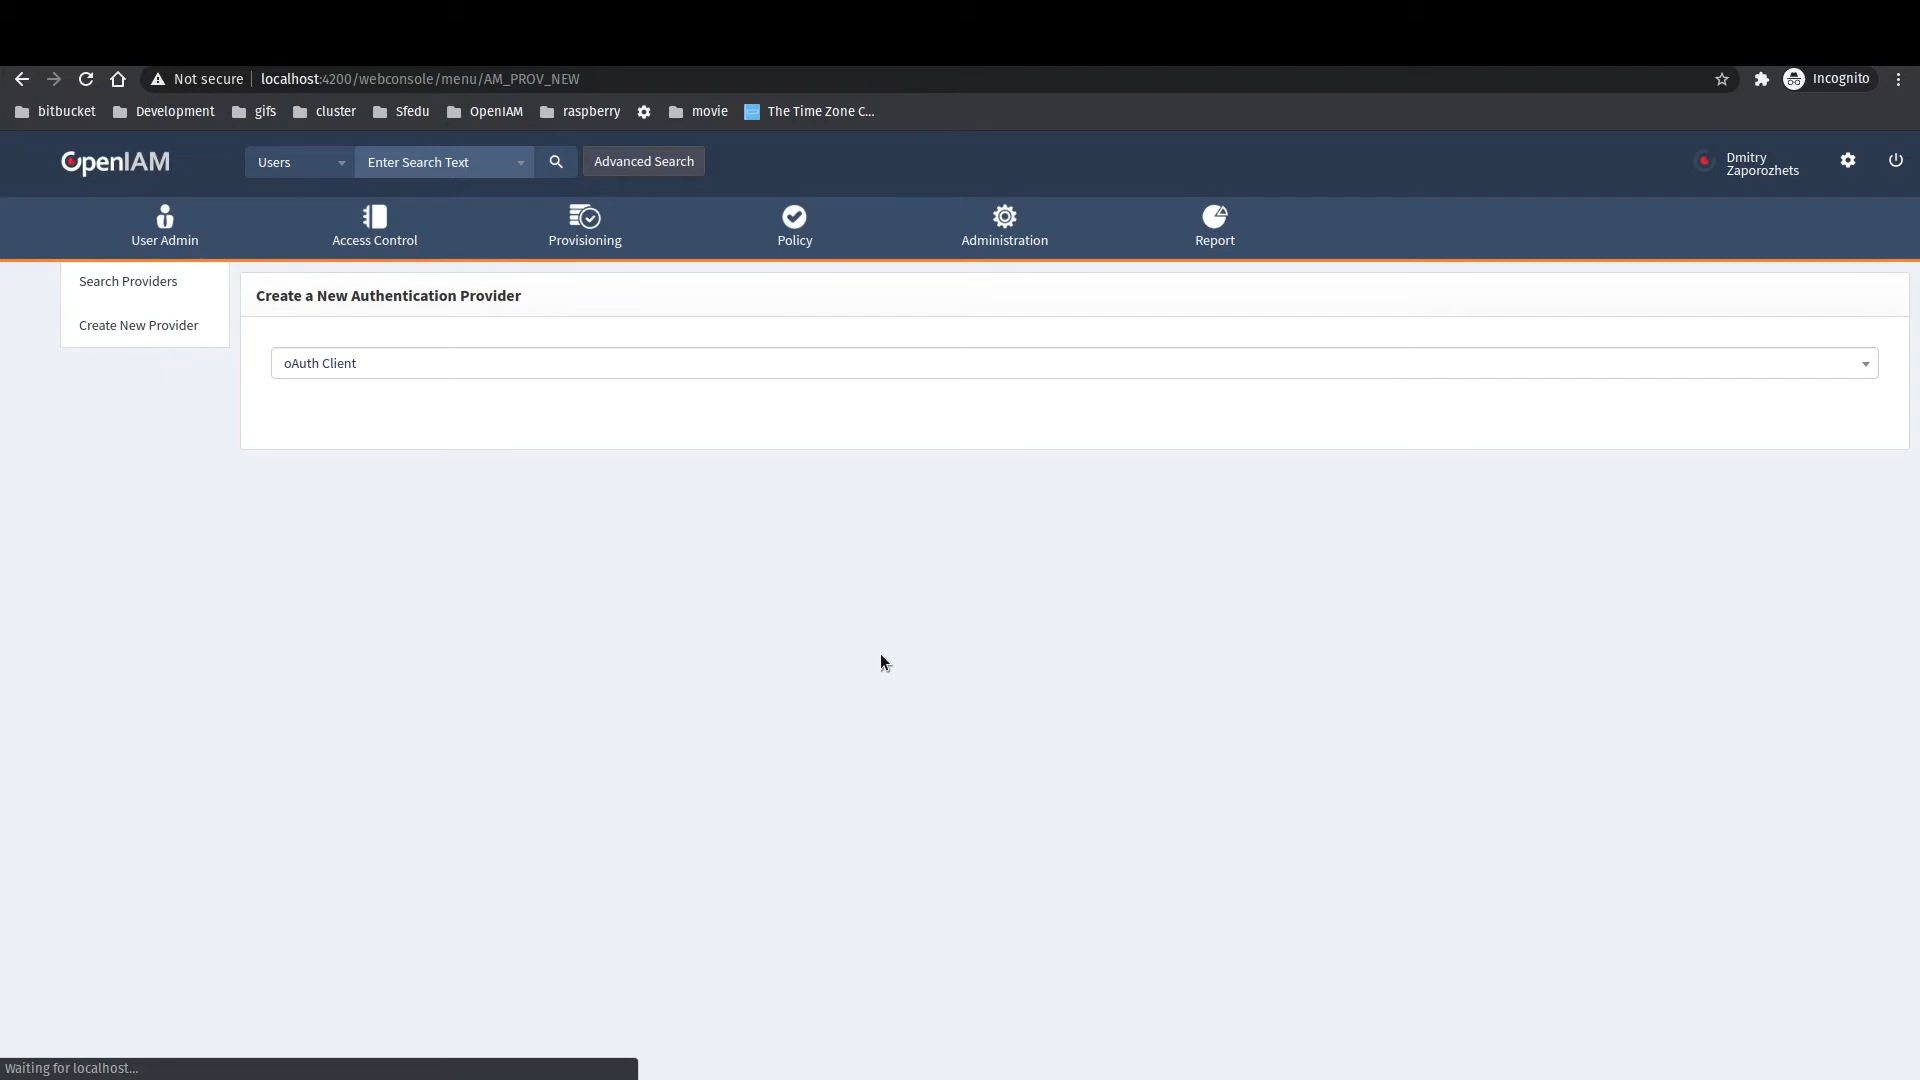 Not secure localhost:4200/webconsole/menu/AM_PROV_NEW Incognito
bitbucket Development gifs cluster Sfedu OpenIAM raspberry movie The Time Zone C...
OpenIAM Users Enter Search Text Advanced Search Dmitry
Zaporozhets
User Admin Access Control Provisioning Policy Administration Report
Search Providers
Create New Provider
Create a New Authentication Provider
oAuth Client
Waiting for localhost...